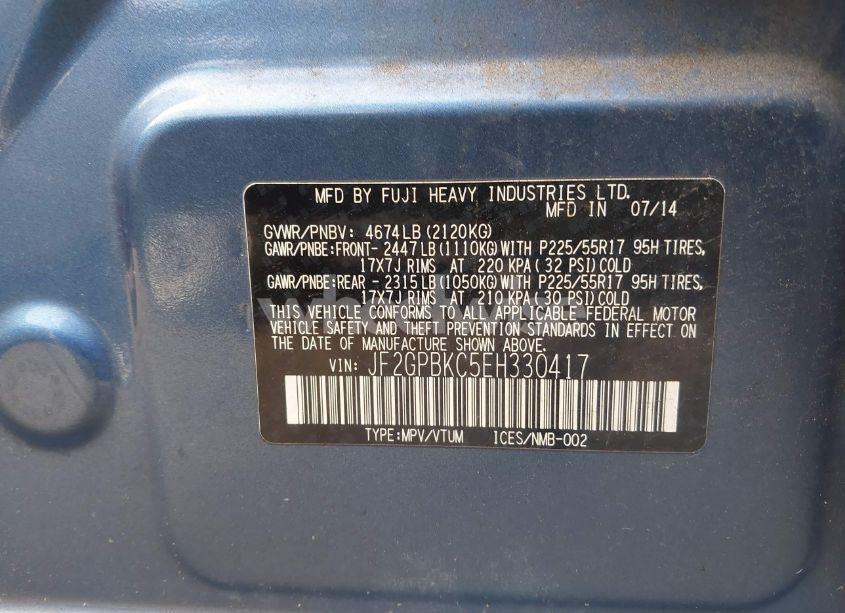 MFD BY FUJI HEAVY INDUSTRIES LTD.
MFD IN 07/14
GVWR/PNBV: 4674LB(2120KG)
GAWR/PNBE:FRONT- 2447LB(1110KG)WITH P225/55R17 95H TIRES,
17X7J RIMS AT 220 KPA( 32 PSI)COLD
GAWR/PNBE:REAR - 2315LB(1050KG)WITH P225/55R17 95H TIRES,
17X7J RIMS AT 210 KPA(30 PSI)COLD
THIS VEHICLE CONFORMS TO ALL APPLICABLE FEDERAL MOTOR
VEHICLE SAFETY AND THEFT PREVENTION STANDARDS IN EFFECT ON
THE DATE OF MANUFACTURE SHOWN ABOVE.
VIN: JF2GPBKC5EH330417
TYPE:MPV/VTUM ICES/NMB-002